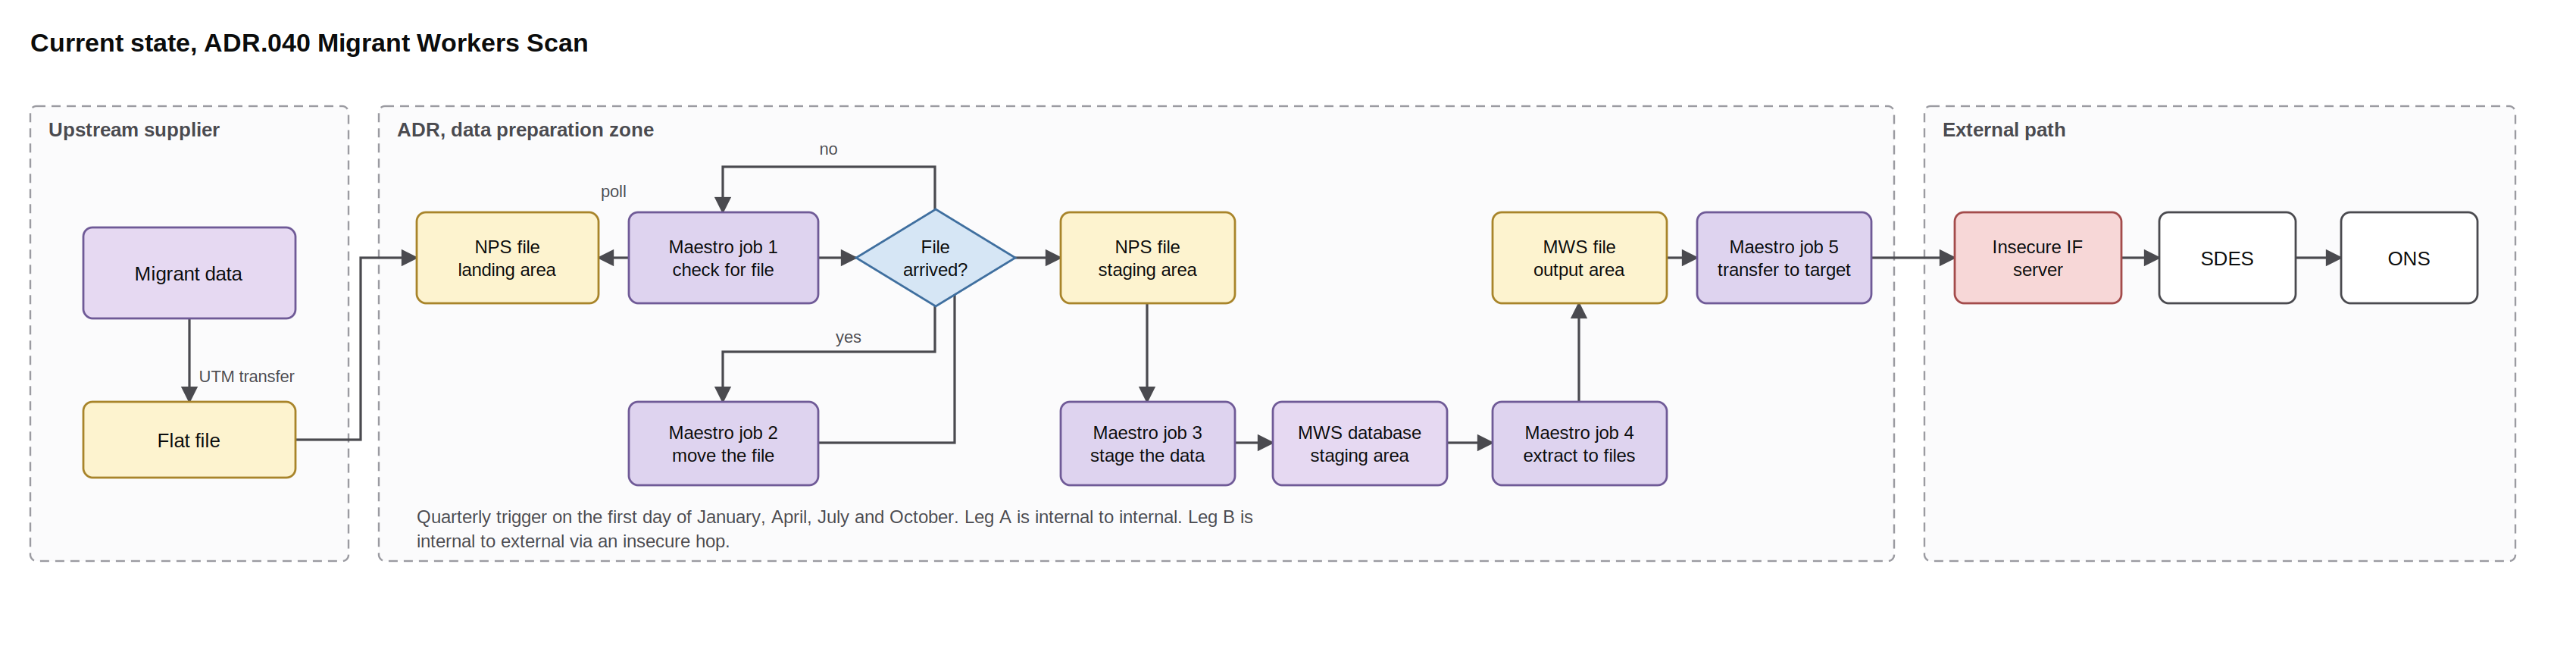 Current state, ADR.040 Migrant Workers Scan
Upstream supplier
Migrant data
UTM transfer
Flat file
ADR, data preparation zone
no
poll
NPS file
landing area
Maestro job 1
check for file
File
arrived?
NPS file
staging area
yes
Maestro job 2
move the file
Maestro job 3
stage the data
MWS database
staging area
Maestro job 4
extract to files
MWS file
output area
Maestro job 5
transfer to target
Quarterly trigger on the first day of January, April, July and October. Leg A is internal to internal. Leg B is
internal to external via an insecure hop.
External path
Insecure IF
server
SDES
ONS